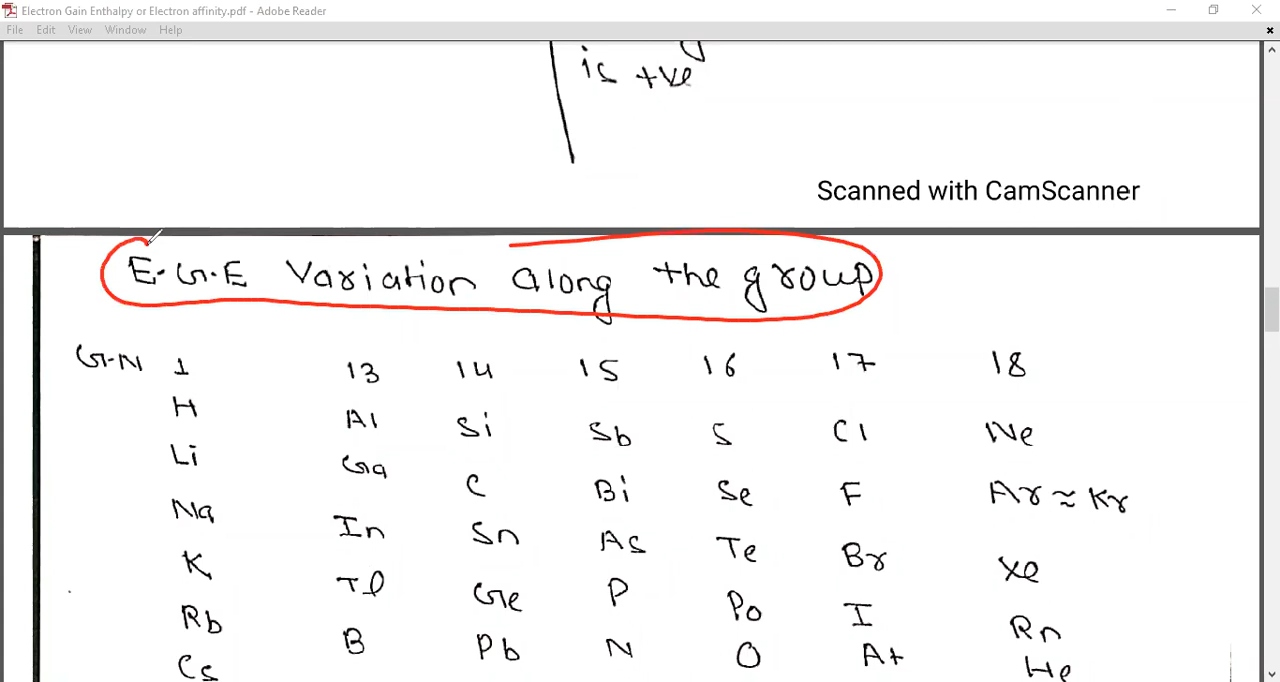 Electron Gain Enthalpy or Electron affinity.pdf - Adobe Reader
File Edit View Window Help
is +ve
Scanned with CamScanner
E.G.E Variation along the group
G.N 1 13 14 15 16 17 18
H Al Si Sb S Cl Ne
Li Ga C Bi Se F Ar ≈ Kr
Na In Sn As Te Br Xe
K Tl Ge P Po I Rn
Rb B Pb N O At He
Cs